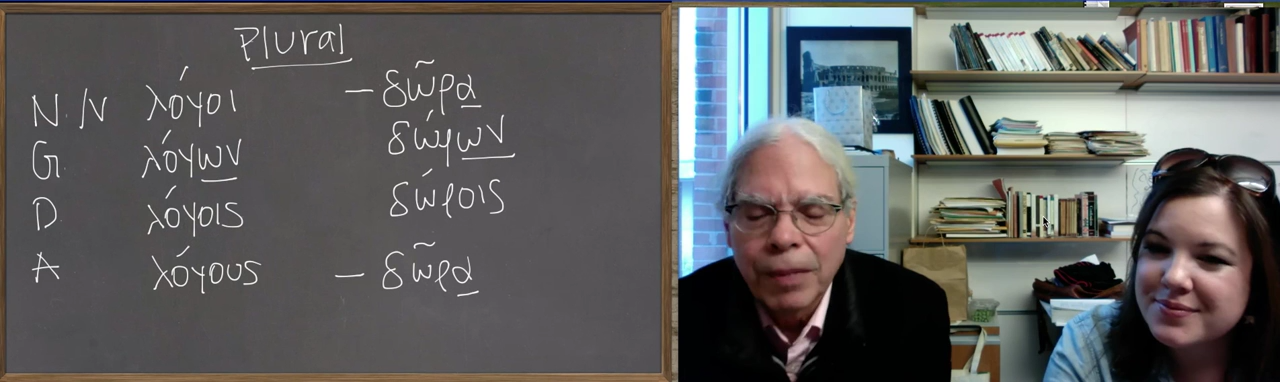 Plural
N./V λόγοι – δῶρα
G. λόγων δώρων
D. λόγοις δώροις
A λόγους – δῶρα